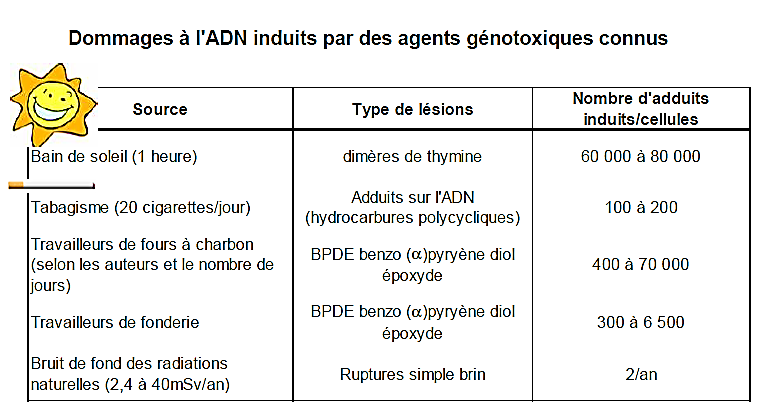 Dommages à l'ADN induits par des agents génotoxiques connus
Source
Type de lésions
Nombre d'adduits
induits/cellules
Bain de soleil (1 heure)
dimères de thymine
60 000 à 80 000
Tabagisme (20 cigarettes/jour)
Adduits sur l'ADN
(hydrocarbures polycycliques)
100 à 200
Travailleurs de fours à charbon
(selon les auteurs et le nombre de
jours)
BPDE benzo (α)pyryène diol
époxyde
400 à 70 000
Travailleurs de fonderie
BPDE benzo (α)pyryène diol
époxyde
300 à 6 500
Bruit de fond des radiations
naturelles (2,4 à 40mSv/an)
Ruptures simple brin
2/an